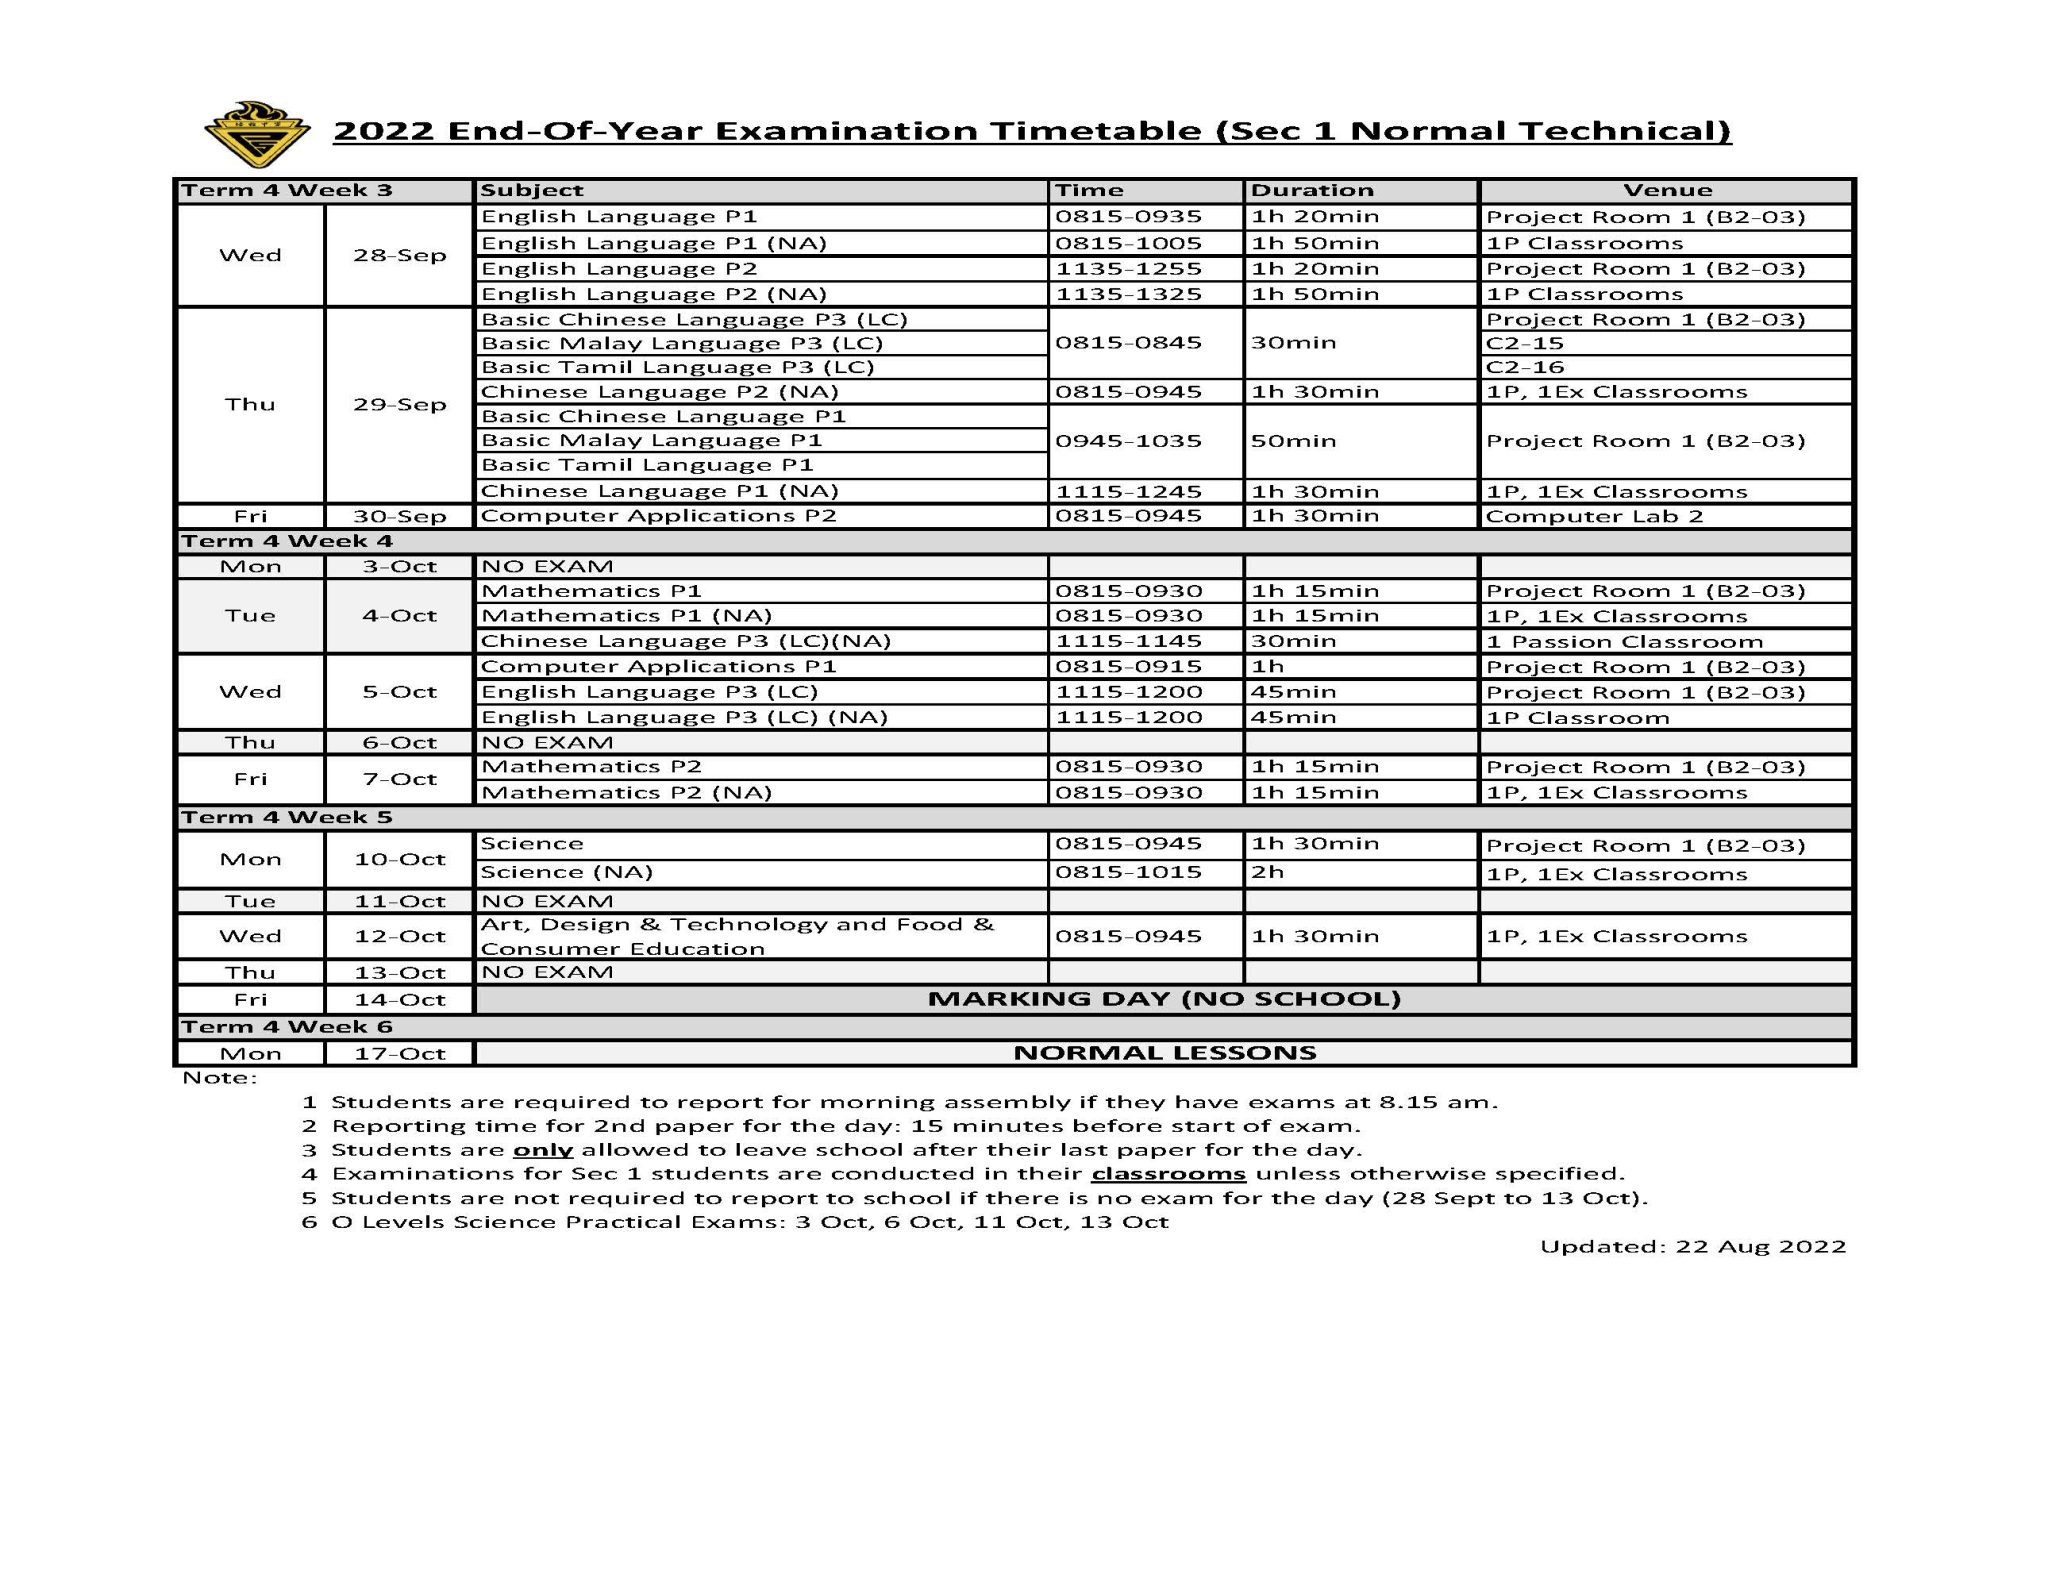 2022 End-Of-Year Examination Timetable (Sec 1 Normal Technical)
Term 4 Week 3 Subject Time Duration Venue
Wed 28-Sep English Language P1 0815-0935 1h 20min Project Room 1 (B2-03)
English Language P1 (NA) 0815-1005 1h 50min 1P Classrooms
English Language P2 1135-1255 1h 20min Project Room 1 (B2-03)
English Language P2 (NA) 1135-1325 1h 50min 1P Classrooms
Thu 29-Sep Basic Chinese Language P3 (LC) 0815-0845 30min Project Room 1 (B2-03)
Basic Malay Language P3 (LC) C2-15
Basic Tamil Language P3 (LC) C2-16
Chinese Language P2 (NA) 0815-0945 1h 30min 1P, 1Ex Classrooms
Basic Chinese Language P1 0945-1035 50min Project Room 1 (B2-03)
Basic Malay Language P1
Basic Tamil Language P1
Chinese Language P1 (NA) 1115-1245 1h 30min 1P, 1Ex Classrooms
Fri 30-Sep Computer Applications P2 0815-0945 1h 30min Computer Lab 2
Term 4 Week 4
Mon 3-Oct NO EXAM
Tue 4-Oct Mathematics P1 0815-0930 1h 15min Project Room 1 (B2-03)
Mathematics P1 (NA) 0815-0930 1h 15min 1P, 1Ex Classrooms
Chinese Language P3 (LC)(NA) 1115-1145 30min 1 Passion Classroom
Wed 5-Oct Computer Applications P1 0815-0915 1h Project Room 1 (B2-03)
English Language P3 (LC) 1115-1200 45min Project Room 1 (B2-03)
English Language P3 (LC) (NA) 1115-1200 45min 1P Classroom
Thu 6-Oct NO EXAM
Fri 7-Oct Mathematics P2 0815-0930 1h 15min Project Room 1 (B2-03)
Mathematics P2 (NA) 0815-0930 1h 15min 1P, 1Ex Classrooms
Term 4 Week 5
Mon 10-Oct Science 0815-0945 1h 30min Project Room 1 (B2-03)
Science (NA) 0815-1015 2h 1P, 1Ex Classrooms
Tue 11-Oct NO EXAM
Wed 12-Oct Art, Design & Technology and Food & 0815-0945 1h 30min 1P, 1Ex Classrooms
Consumer Education
Thu 13-Oct NO EXAM
Fri 14-Oct MARKING DAY (NO SCHOOL)
Term 4 Week 6
Mon 17-Oct NORMAL LESSONS
Note:
1 Students are required to report for morning assembly if they have exams at 8.15 am.
2 Reporting time for 2nd paper for the day: 15 minutes before start of exam.
3 Students are only allowed to leave school after their last paper for the day.
4 Examinations for Sec 1 students are conducted in their classrooms unless otherwise specified.
5 Students are not required to report to school if there is no exam for the day (28 Sept to 13 Oct).
6 O Levels Science Practical Exams: 3 Oct, 6 Oct, 11 Oct, 13 Oct
Updated: 22 Aug 2022